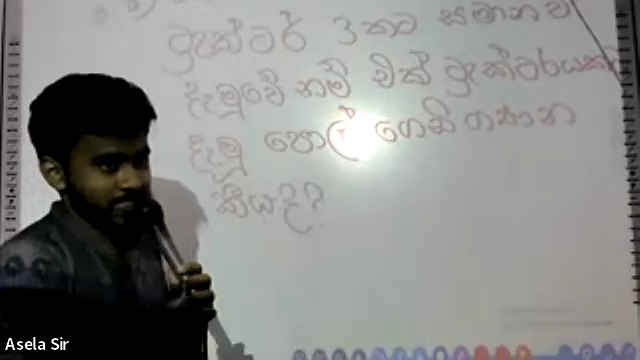 ට්‍රැක්ටර් 3කට සමානව
දැමුවේ නම් එක් ට්‍රැක්ටරයකට
දැමූ පොල් ගෙඩි ගණන
කීයද?
Asela Sir